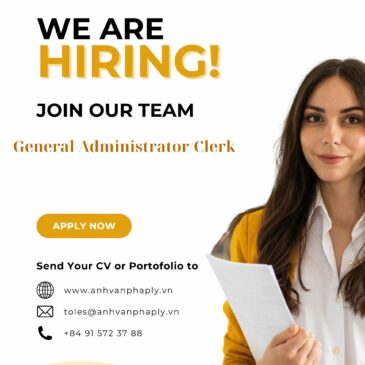 WE ARE
HIRING!
JOIN OUR TEAM
General Administrator/Clerk
APPLY NOW
Send Your CV or Portofolio to
www.anhvanphaply.vn
toles@anhvanphaply.vn
+84 91 572 37 88